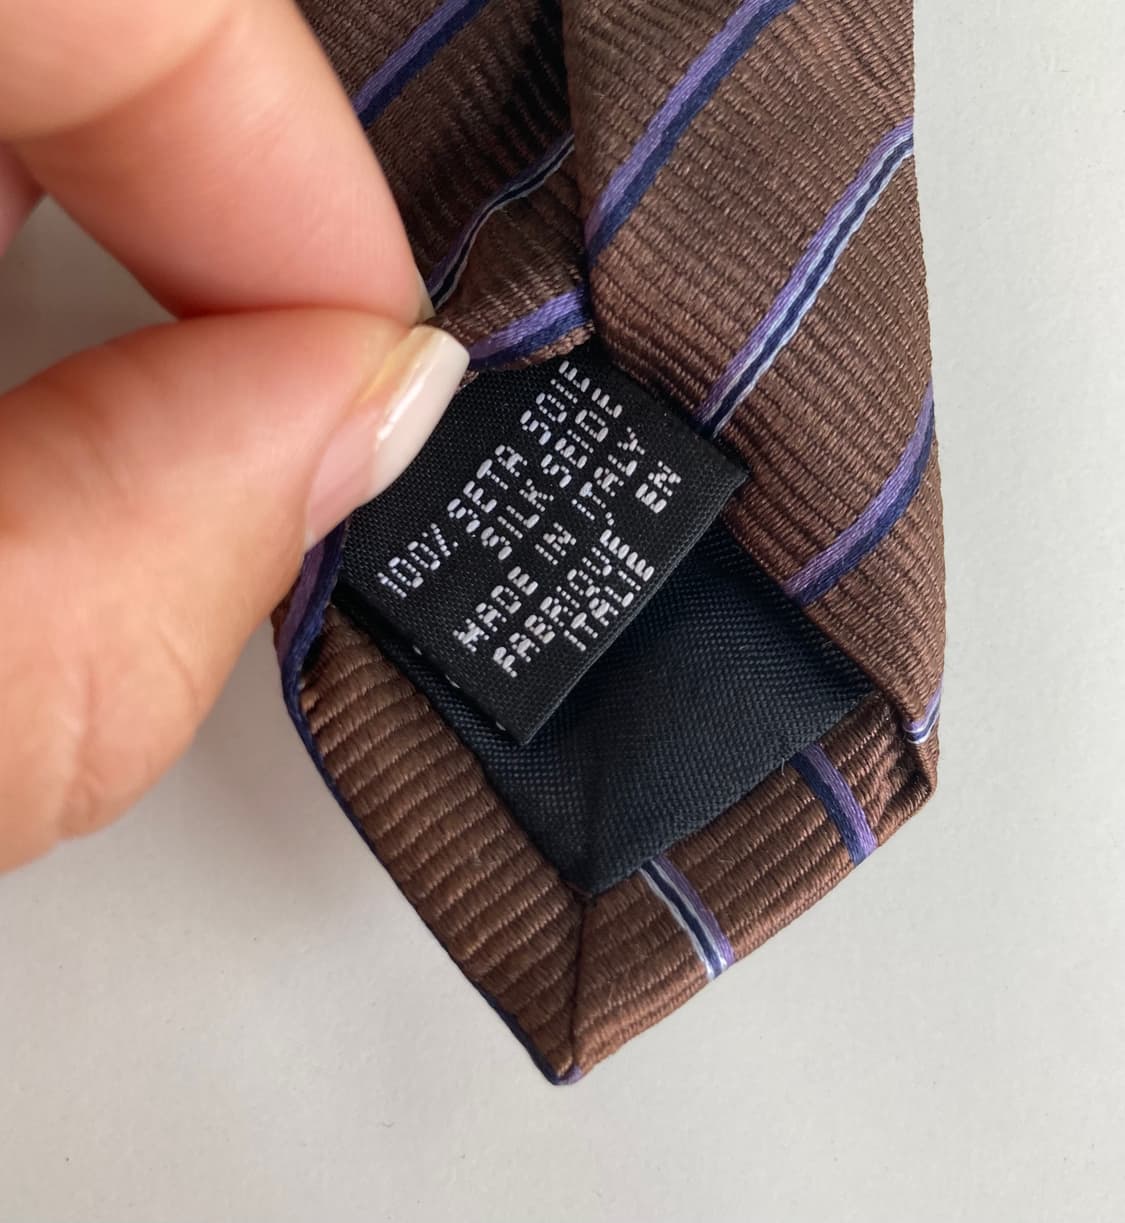 100% SETA SOIE
SILK SEIDE
MADE IN ITALY
FABRIQUE EN
ITALIE